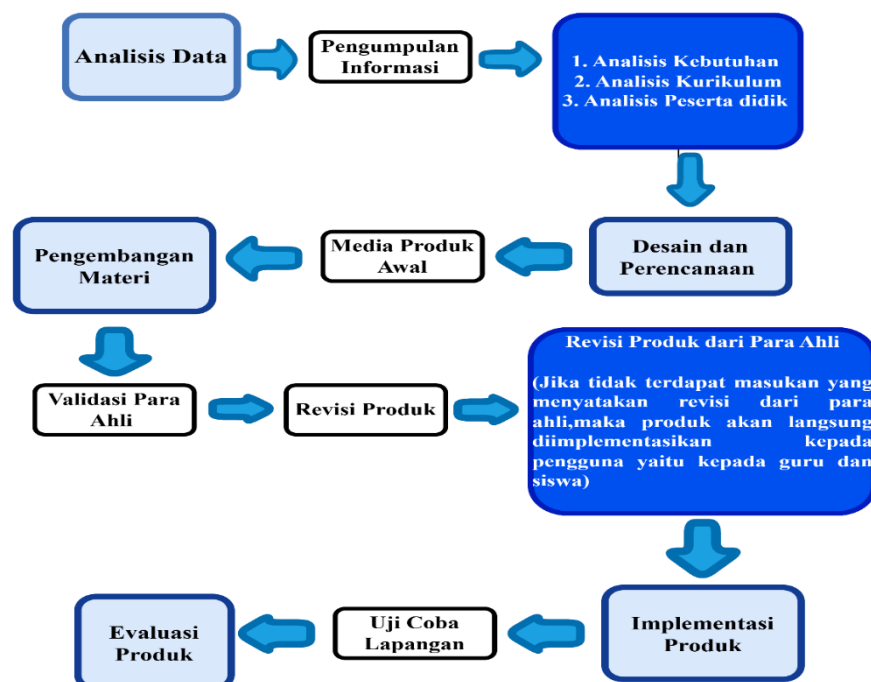 Analisis Data
Pengumpulan
Informasi
1. Analisis Kebutuhan
2. Analisis Kurikulum
3. Analisis Peserta didik
Desain dan
Perencanaan
Media Produk
Awal
Pengembangan
Materi
Validasi Para
Ahli
Revisi Produk
Revisi Produk dari Para Ahli
(Jika tidak terdapat masukan yang
menyatakan revisi dari para
ahli,maka produk akan langsung
diimplementasikan kepada
pengguna yaitu kepada guru dan
siswa)
Implementasi
Produk
Uji Coba
Lapangan
Evaluasi
Produk